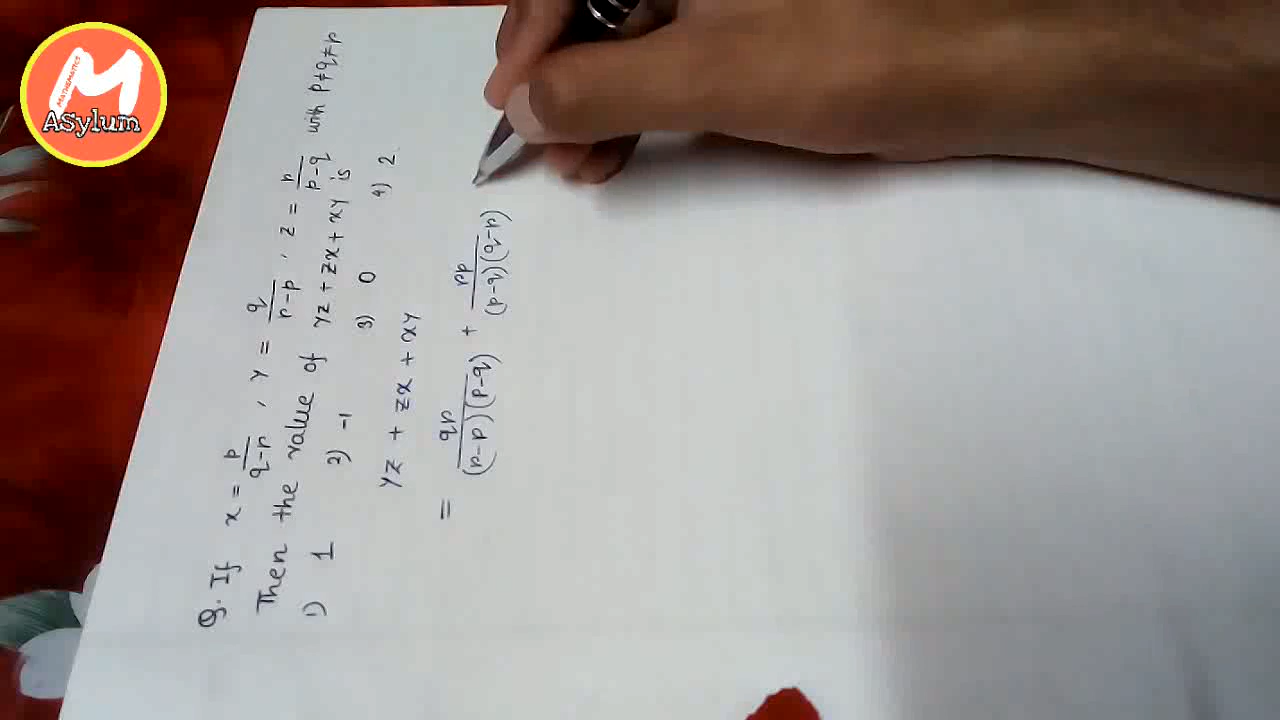 MATHEMATICS
ASylum
Q. If x = p/(q-r), y = q/(r-p), z = r/(p-q) with p≠q≠r
Then the value of yz + zx + xy is
1) 1 2) -1 3) 0 4) 2
yz + zx + xy
= qr/((r-p)(p-q)) + rp/((p-q)(q-r))